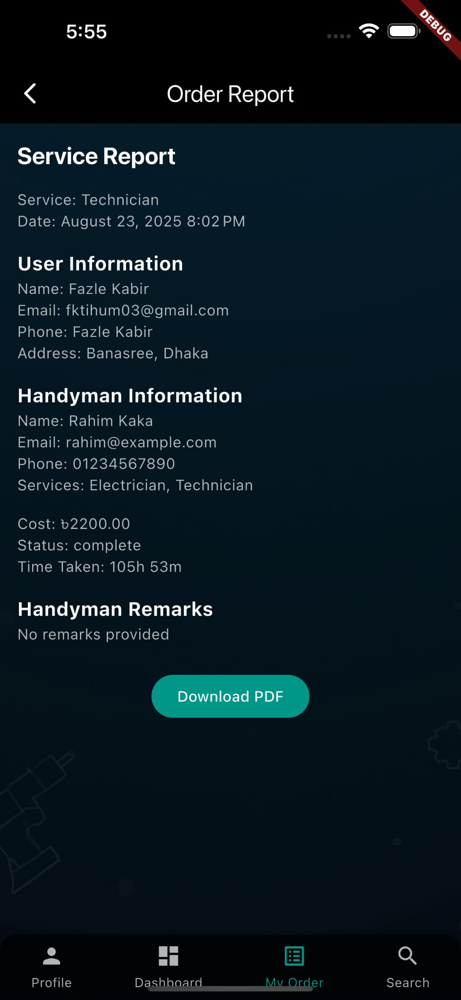 5:55
DEBUG
Order Report
Service Report
Service: Technician
Date: August 23, 2025 8:02 PM
User Information
Name: Fazle Kabir
Email: fktihum03@gmail.com
Phone: Fazle Kabir
Address: Banasree, Dhaka
Handyman Information
Name: Rahim Kaka
Email: rahim@example.com
Phone: 01234567890
Services: Electrician, Technician
Cost: ৳2200.00
Status: complete
Time Taken: 105h 53m
Handyman Remarks
No remarks provided
Download PDF
Profile
Dashboard
My Order
Search